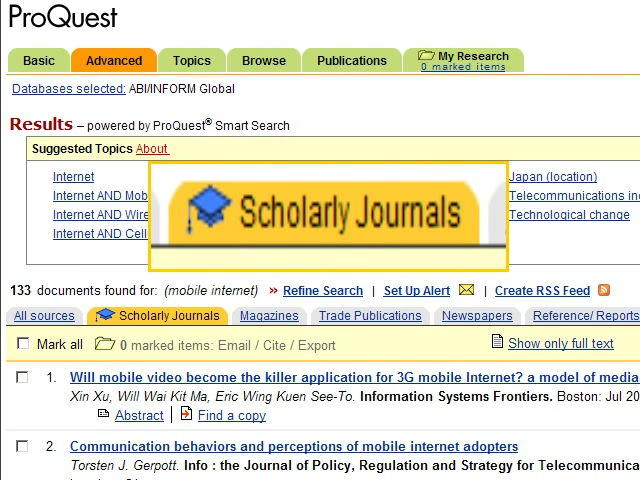 ProQuest
Basic Advanced Topics Browse Publications My Research
0 marked items
Databases selected: ABI/INFORM Global
Results – powered by ProQuest® Smart Search
Suggested Topics About
Internet Japan (location)
Internet AND Mob Telecommunications in
Internet AND Wire Technological change
Internet AND Cell
Scholarly Journals
133 documents found for: (mobile internet) » Refine Search | Set Up Alert | Create RSS Feed
All sources Scholarly Journals Magazines Trade Publications Newspapers Reference/Reports
Mark all 0 marked items: Email / Cite / Export Show only full text
1. Will mobile video become the killer application for 3G mobile Internet? a model of media
Xin Xu, Will Wai Kit Ma, Eric Wing Kuen See-To. Information Systems Frontiers. Boston: Jul 20
Abstract | Find a copy
2. Communication behaviors and perceptions of mobile internet adopters
Torsten J. Gerpott. Info : the Journal of Policy, Regulation and Strategy for Telecommunica